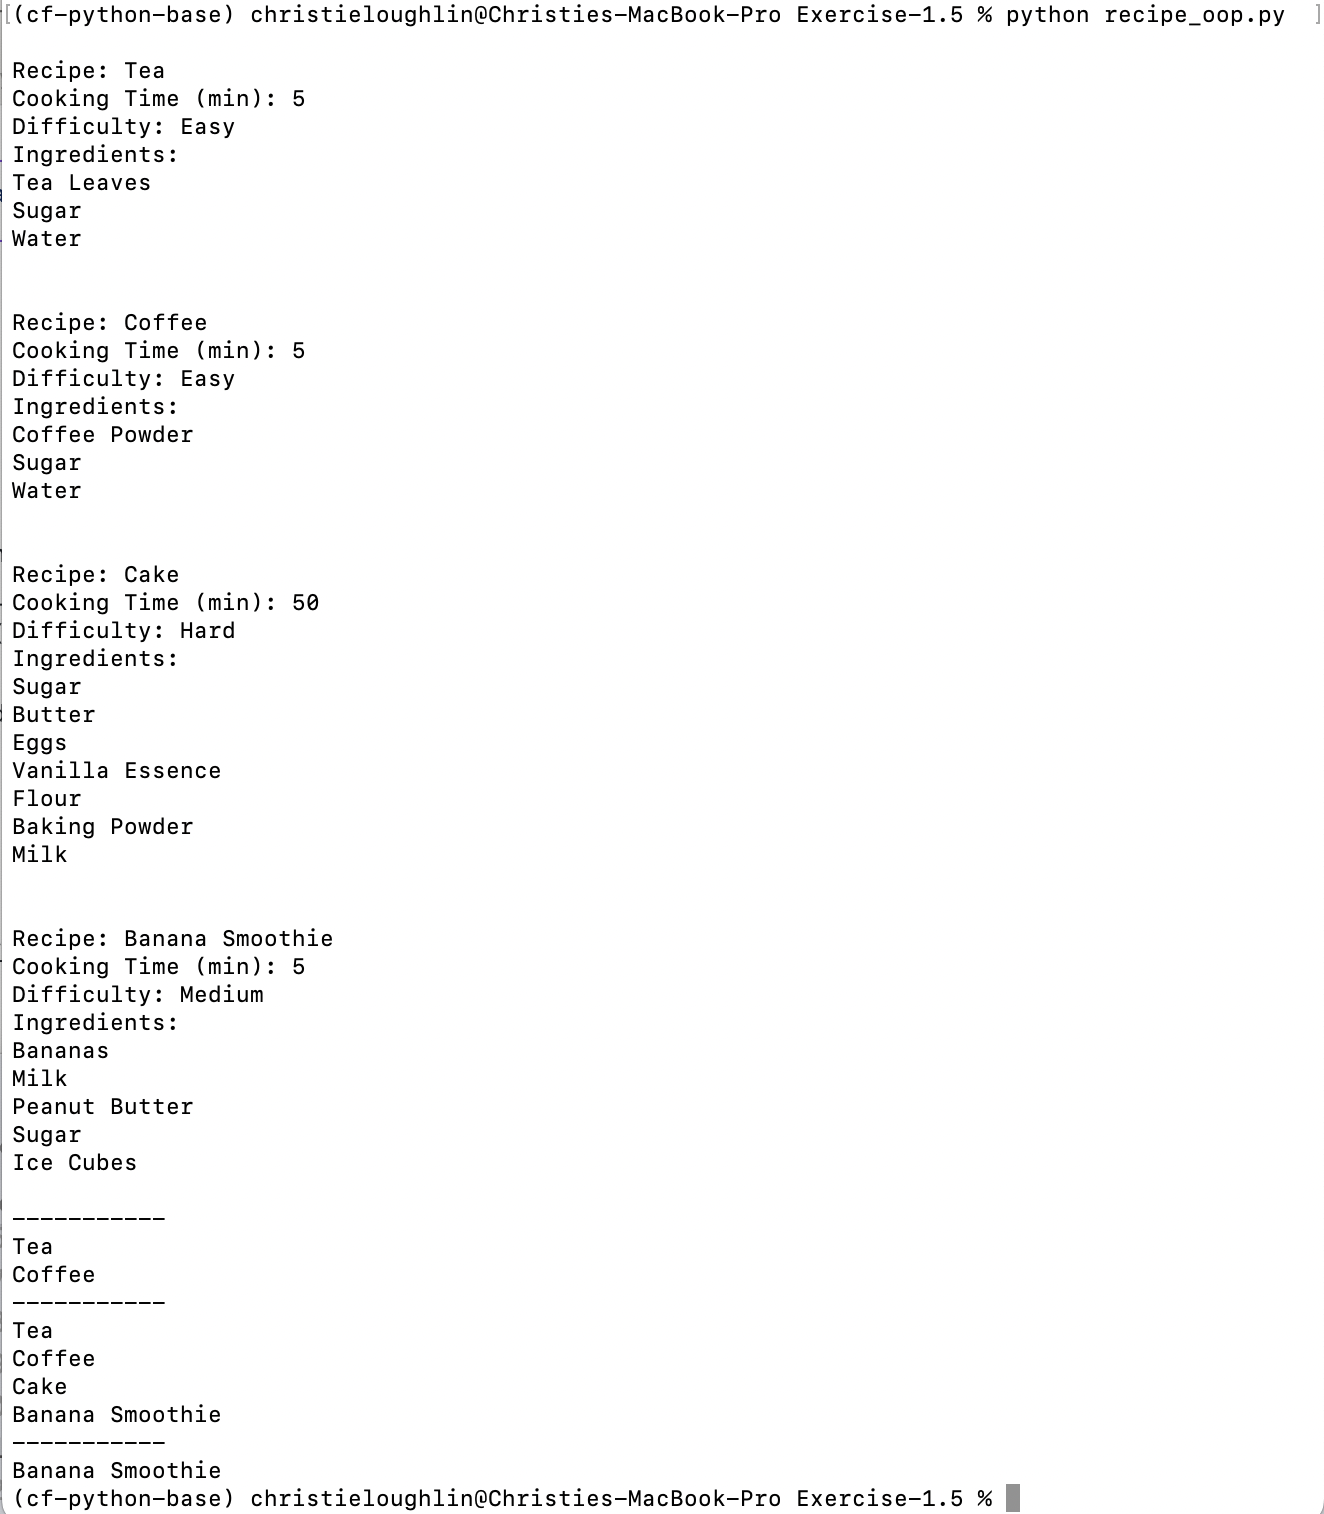 [(cf-python-base) christieloughlin@Christies-MacBook-Pro Exercise-1.5 % python recipe_oop.py ]
Recipe: Tea
Cooking Time (min): 5
Difficulty: Easy
Ingredients:
Tea Leaves
Sugar
Water
Recipe: Coffee
Cooking Time (min): 5
Difficulty: Easy
Ingredients:
Coffee Powder
Sugar
Water
Recipe: Cake
Cooking Time (min): 50
Difficulty: Hard
Ingredients:
Sugar
Butter
Eggs
Vanilla Essence
Flour
Baking Powder
Milk
Recipe: Banana Smoothie
Cooking Time (min): 5
Difficulty: Medium
Ingredients:
Bananas
Milk
Peanut Butter
Sugar
Ice Cubes
-----------
Tea
Coffee
-----------
Tea
Coffee
Cake
Banana Smoothie
-----------
Banana Smoothie
(cf-python-base) christieloughlin@Christies-MacBook-Pro Exercise-1.5 %